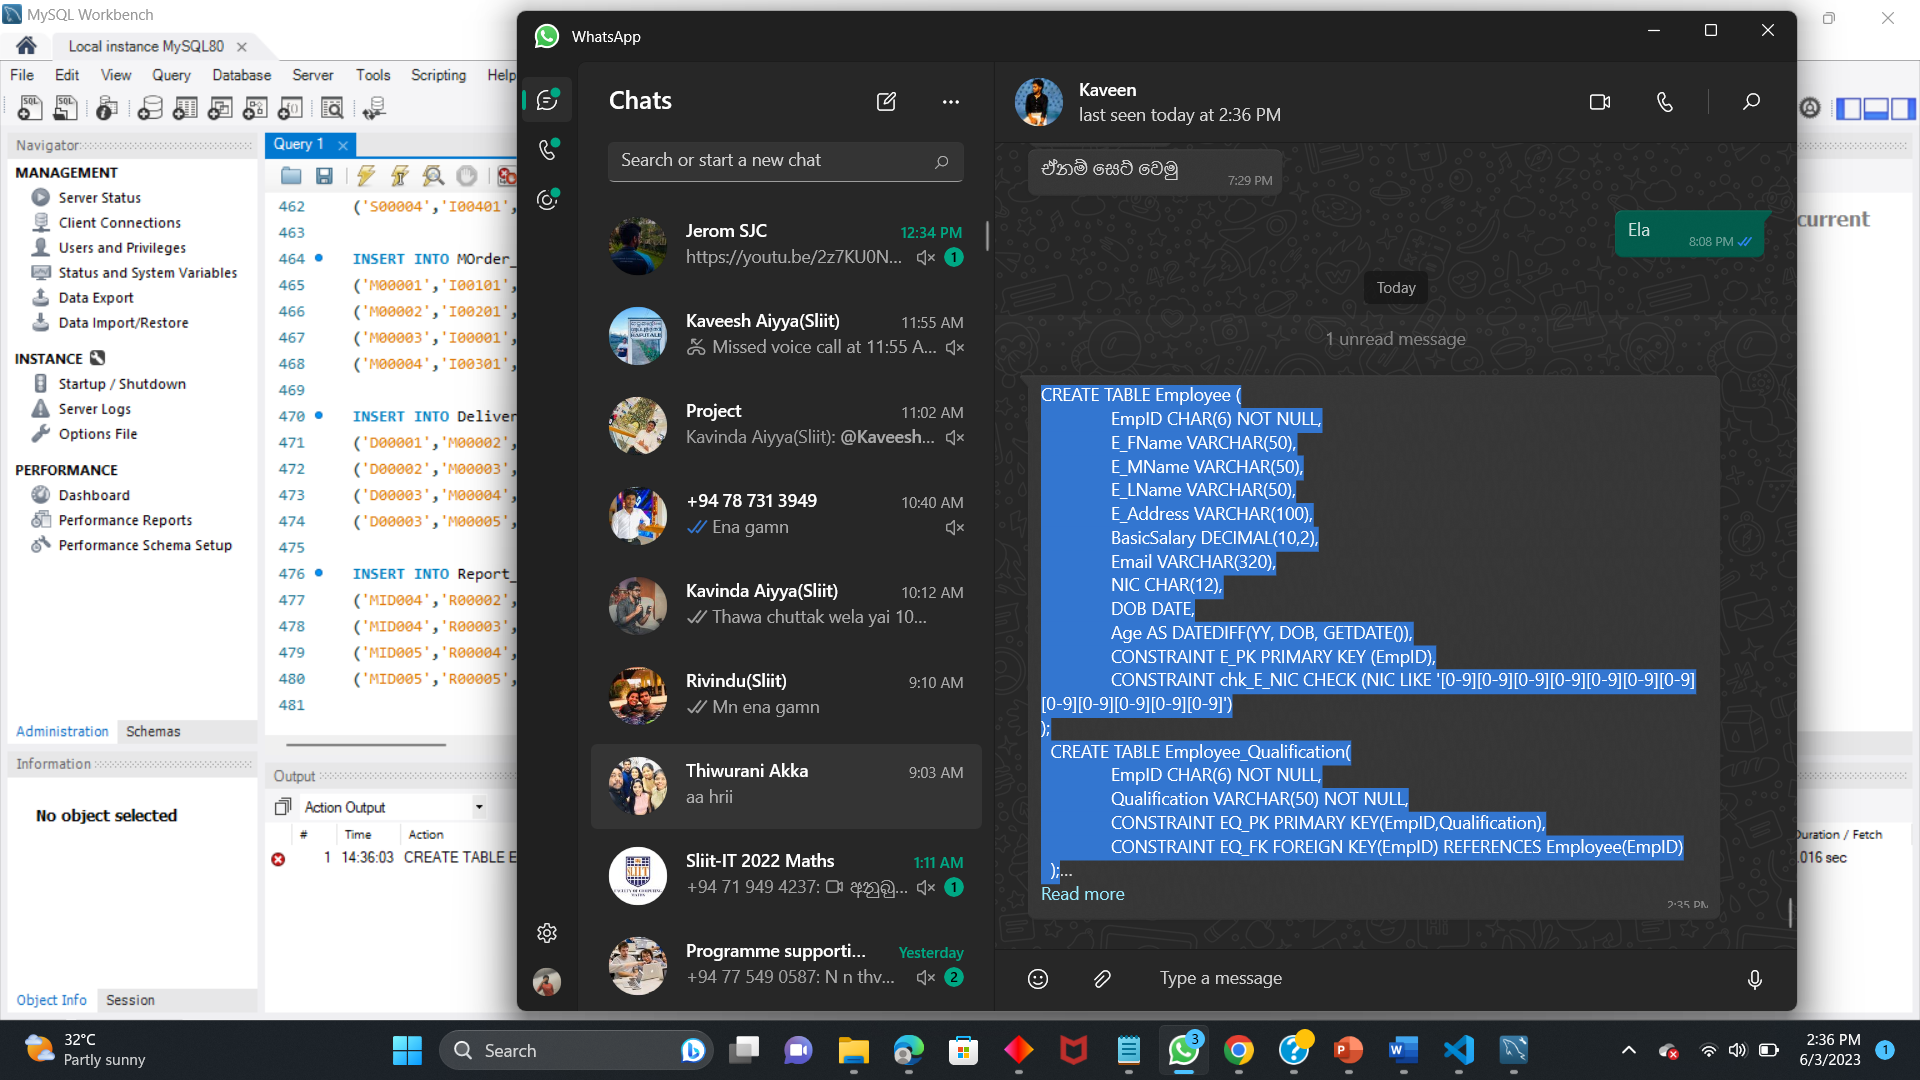 MySQL Workbench
Local instance MySQL80
File Edit View Query Database Server Tools Scripting Help
Navigator
MANAGEMENT
Server Status
Client Connections
Users and Privileges
Status and System Variables
Data Export
Data Import/Restore
INSTANCE
Startup / Shutdown
Server Logs
Options File
PERFORMANCE
Dashboard
Performance Reports
Performance Schema Setup
Administration Schemas
Information
No object selected
Object Info Session
Query 1
462 ('S00004','I00401',
463
464 INSERT INTO MOrder_
465 ('M00001','I00101',
466 ('M00002','I00201',
467 ('M00003','I00001',
468 ('M00004','I00301',
469
470 INSERT INTO Deliver
471 ('D00001','M00002',
472 ('D00002','M00003',
473 ('D00003','M00004',
474 ('D00003','M00005',
475
476 INSERT INTO Report_
477 ('MID004','R00002',
478 ('MID004','R00003',
479 ('MID005','R00004',
480 ('MID005','R00005',
481
Output
Action Output
# Time Action
1 14:36:03 CREATE TABLE E
WhatsApp
Chats
Search or start a new chat
Jerom SJC 12:34 PM
https://youtu.be/2z7KU0N... 1
Kaveesh Aiyya(Sliit) 11:55 AM
Missed voice call at 11:55 A...
Project 11:02 AM
Kavinda Aiyya(Sliit): @Kaveesh...
+94 78 731 3949 10:40 AM
Ena gamn
Kavinda Aiyya(Sliit) 10:12 AM
Thawa chuttak wela yai 10...
Rivindu(Sliit) 9:10 AM
Mn ena gamn
Thiwurani Akka 9:03 AM
aa hrii
Sliit-IT 2022 Maths 1:11 AM
+94 71 949 4237: 1
Programme supporti... Yesterday
+94 77 549 0587: N n thv... 2
Kaveen
last seen today at 2:36 PM
ඒනම් සෙට් වෙමු
7:29 PM
Ela
8:08 PM
Today
1 unread message
CREATE TABLE Employee (
EmpID CHAR(6) NOT NULL,
E_FName VARCHAR(50),
E_MName VARCHAR(50),
E_LName VARCHAR(50),
E_Address VARCHAR(100),
BasicSalary DECIMAL(10,2),
Email VARCHAR(320),
NIC CHAR(12),
DOB DATE,
Age AS DATEDIFF(YY, DOB, GETDATE()),
CONSTRAINT E_PK PRIMARY KEY (EmpID),
CONSTRAINT chk_E_NIC CHECK (NIC LIKE '[0-9][0-9][0-9][0-9][0-9][0-9][0-9]
[0-9][0-9][0-9][0-9][0-9]')
);
CREATE TABLE Employee_Qualification(
EmpID CHAR(6) NOT NULL,
Qualification VARCHAR(50) NOT NULL,
CONSTRAINT EQ_PK PRIMARY KEY(EmpID,Qualification),
CONSTRAINT EQ_FK FOREIGN KEY(EmpID) REFERENCES Employee(EmpID)
);...
Read more
2:35 PM
Type a message
current
Duration / Fetch
.016 sec
32°C
Partly sunny
Search
3
2:36 PM
6/3/2023
1